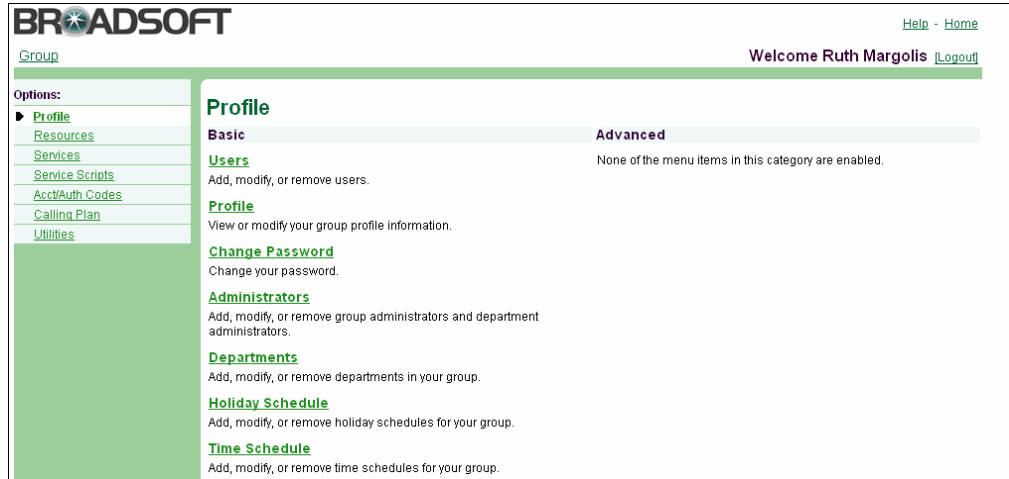 BROADSOFT
Help - Home
Group
Welcome Ruth Margolis [Logout]
Options:
Profile
Resources
Services
Service Scripts
Acct/Auth Codes
Calling Plan
Utilities
Profile
Basic
Users
Add, modify, or remove users.
Profile
View or modify your group profile information.
Change Password
Change your password.
Administrators
Add, modify, or remove group administrators and department
administrators.
Departments
Add, modify, or remove departments in your group.
Holiday Schedule
Add, modify, or remove holiday schedules for your group.
Time Schedule
Add, modify, or remove time schedules for your group.
Advanced
None of the menu items in this category are enabled.